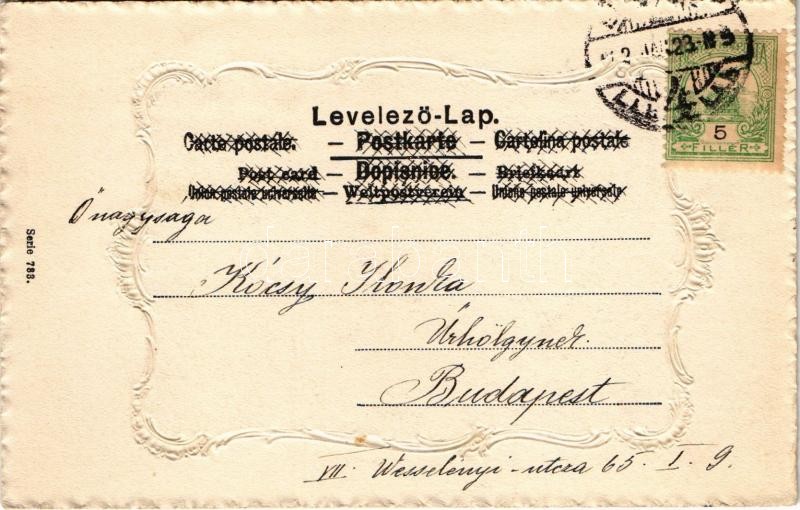 Levelező-Lap.
Carte postale. — Postkarte — Cartolina postale
Post card — Dopisnice. — Briefkaart
Union postale universelle — Weltpostverein — Unione postale universale
5
FILLÉR
Őnagysága
Kócsy Ilonka
Úrhölgynek
Budapest
VII. Wesselényi-utcza 65. I. 9.
Serie 783.